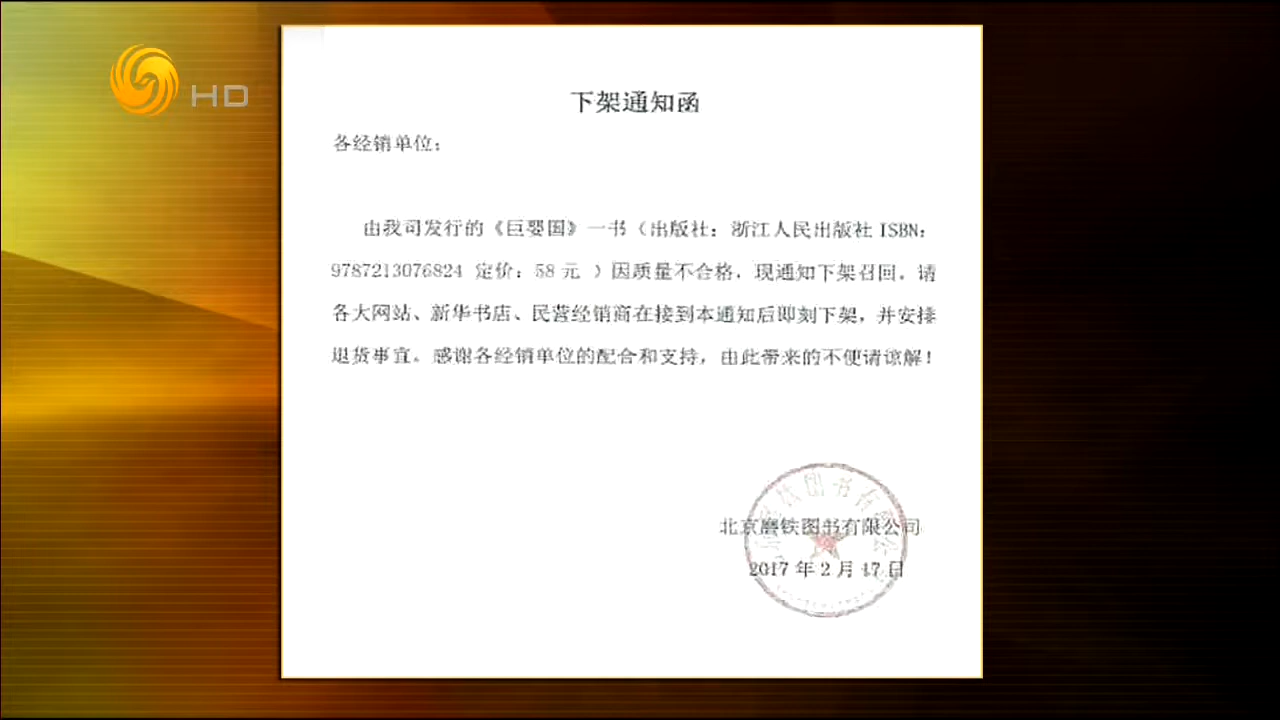 HD
下架通知函
各经销单位：
由我司发行的《巨婴国》一书（出版社：浙江人民出版社 ISBN：
9787213076824 定价：58 元 ）因质量不合格，现通知下架召回。请
各大网站、新华书店、民营经销商在接到本通知后即刻下架，并安排
退货事宜。感谢各经销单位的配合和支持，由此带来的不便请谅解！
北京磨铁图书有限公司
2017 年 2 月 17 日